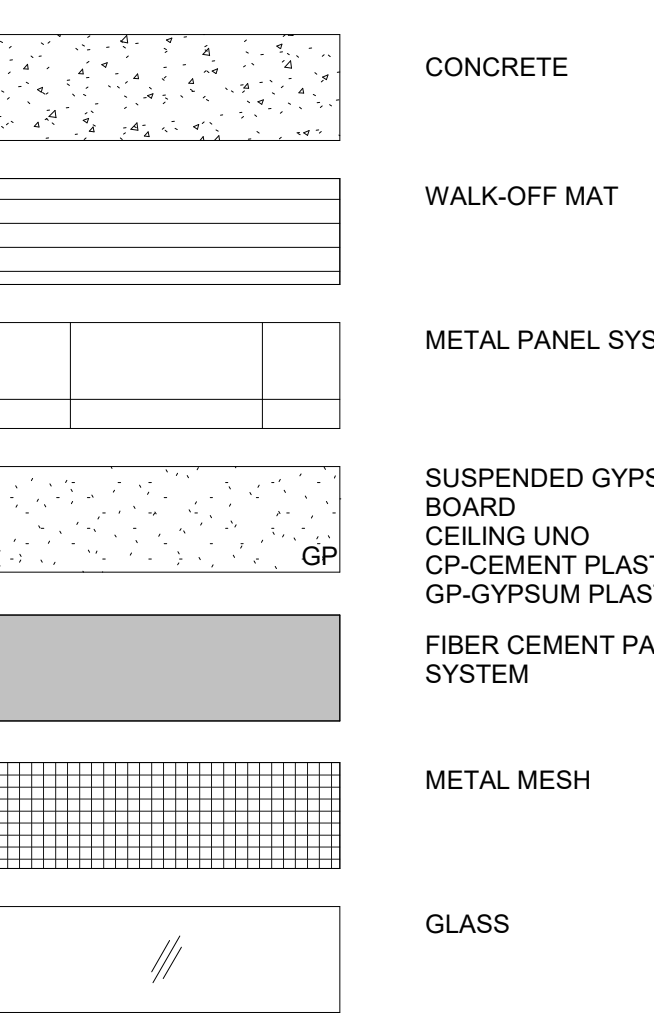 CONCRETE
WALK-OFF MAT
METAL PANEL SYS
GP
SUSPENDED GYPS
BOARD
CEILING UNO
CP-CEMENT PLAST
GP-GYPSUM PLAS
FIBER CEMENT PA
SYSTEM
METAL MESH
GLASS